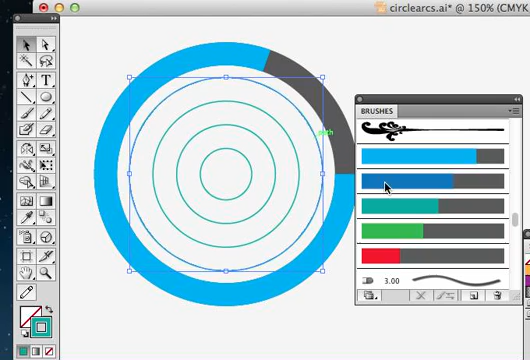 circlearcs.ai* @ 150% (CMYK
BRUSHES
path
T
3.00